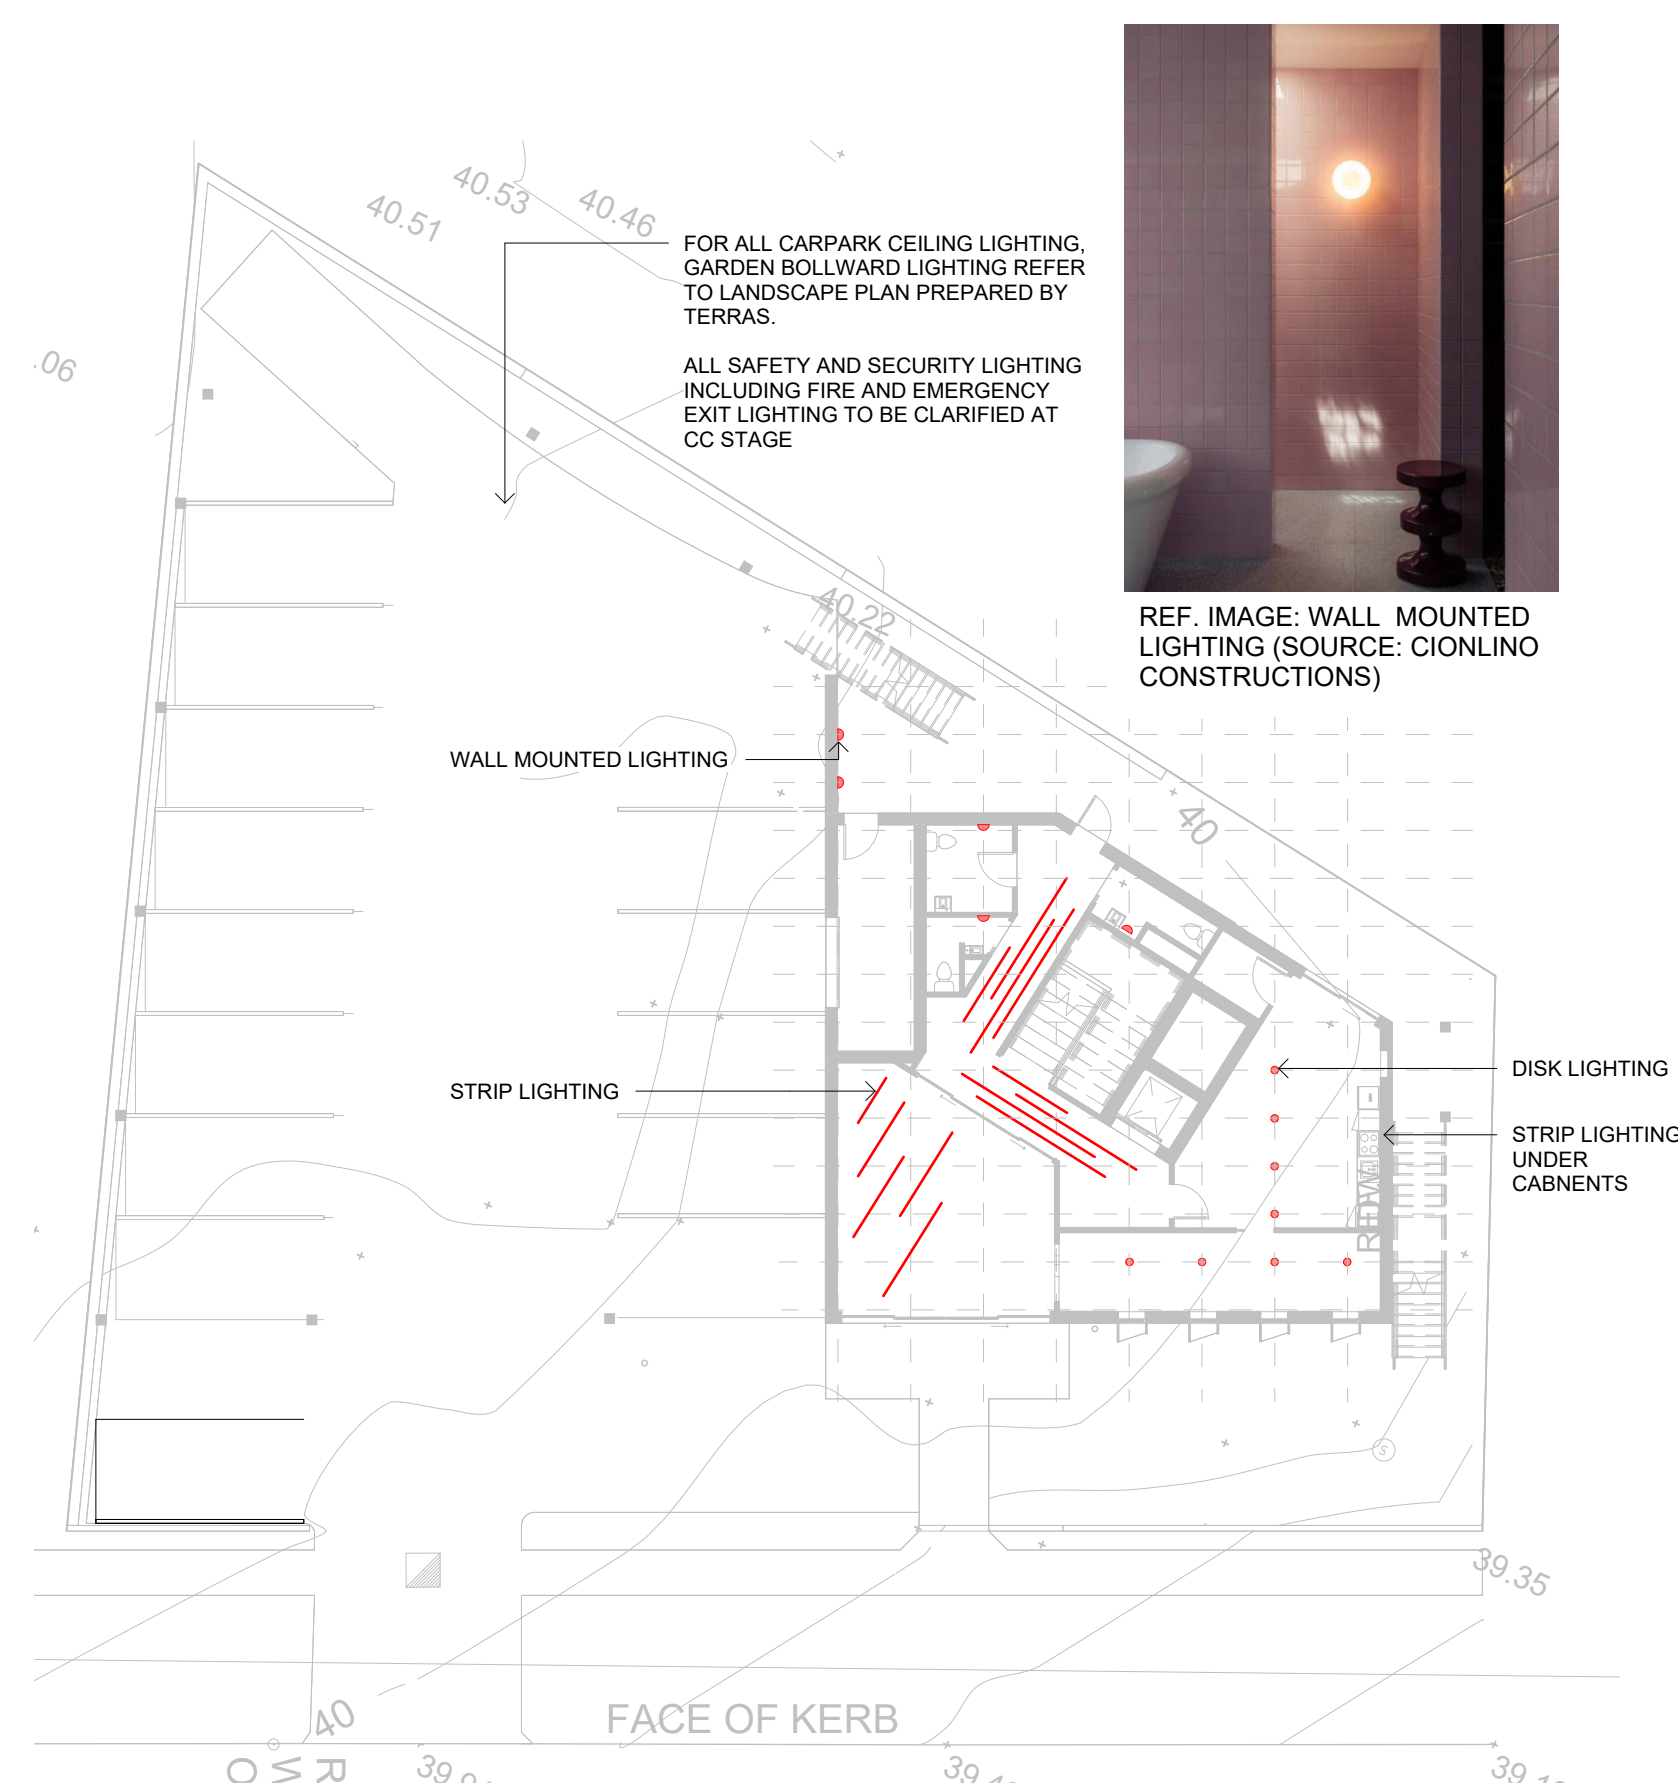 40.51
40.53
40.46
.06
FOR ALL CARPARK CEILING LIGHTING,
GARDEN BOLLWARD LIGHTING REFER
TO LANDSCAPE PLAN PREPARED BY
TERRAS.
ALL SAFETY AND SECURITY LIGHTING
INCLUDING FIRE AND EMERGENCY
EXIT LIGHTING TO BE CLARIFIED AT
CC STAGE
REF. IMAGE: WALL MOUNTED
LIGHTING (SOURCE: CIONLINO
CONSTRUCTIONS)
40.22
WALL MOUNTED LIGHTING
40
STRIP LIGHTING
DISK LIGHTING
STRIP LIGHTING
UNDER
CABNENTS
S
39.35
FACE OF KERB
40